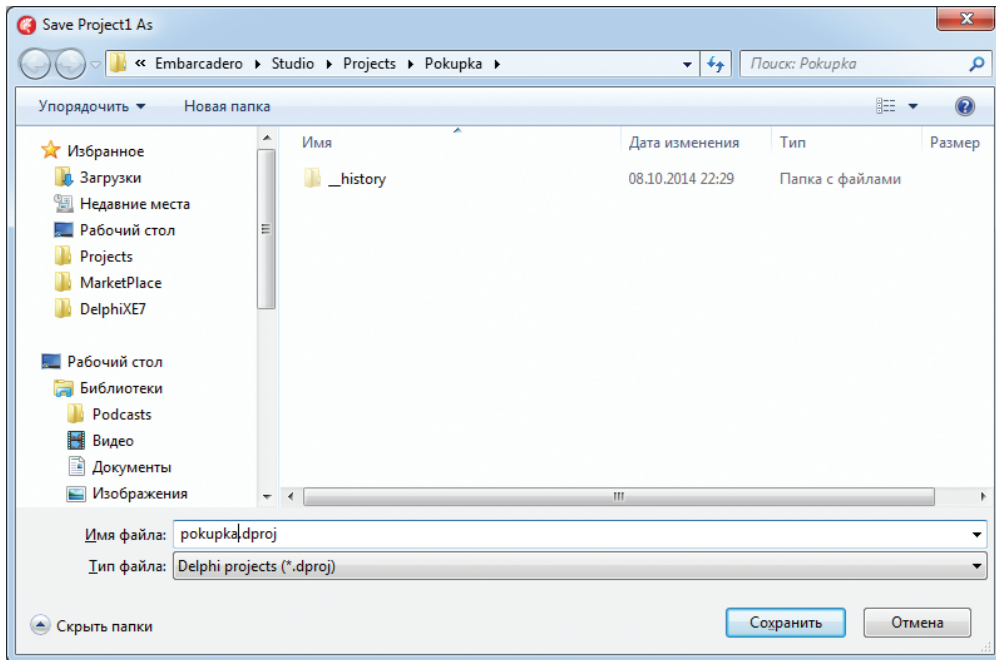 Save Project1 As
« Embarcadero Studio Projects Pokupka Поиск: Pokupka
Упорядочить Новая папка
Имя Дата изменения Тип Размер
Избранное
Загрузки
Недавние места
Рабочий стол
Projects
MarketPlace
DelphiXE7
Рабочий стол
Библиотеки
Podcasts
Видео
Документы
Изображения
__history 08.10.2014 22:29 Папка с файлами
Имя файла: pokupka.dproj
Тип файла: Delphi projects (*.dproj)
Скрыть папки Сохранить Отмена